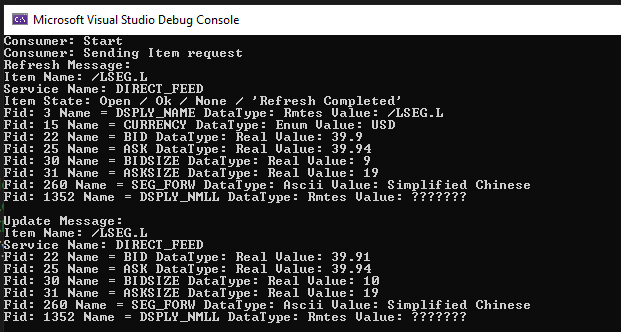 Microsoft Visual Studio Debug Console
Consumer: Start
Consumer: Sending Item request
Refresh Message:
Item Name: /LSEG.L
Service Name: DIRECT_FEED
Item State: Open / Ok / None / 'Refresh Completed'
Fid: 3 Name = DSPLY_NAME DataType: Rmtes Value: /LSEG.L
Fid: 15 Name = CURRENCY DataType: Enum Value: USD
Fid: 22 Name = BID DataType: Real Value: 39.9
Fid: 25 Name = ASK DataType: Real Value: 39.94
Fid: 30 Name = BIDSIZE DataType: Real Value: 9
Fid: 31 Name = ASKSIZE DataType: Real Value: 19
Fid: 260 Name = SEG_FORW DataType: Ascii Value: Simplified Chinese
Fid: 1352 Name = DSPLY_NMLL DataType: Rmtes Value: ???????
Update Message:
Item Name: /LSEG.L
Service Name: DIRECT_FEED
Fid: 22 Name = BID DataType: Real Value: 39.91
Fid: 25 Name = ASK DataType: Real Value: 39.94
Fid: 30 Name = BIDSIZE DataType: Real Value: 10
Fid: 31 Name = ASKSIZE DataType: Real Value: 19
Fid: 260 Name = SEG_FORW DataType: Ascii Value: Simplified Chinese
Fid: 1352 Name = DSPLY_NMLL DataType: Rmtes Value: ???????